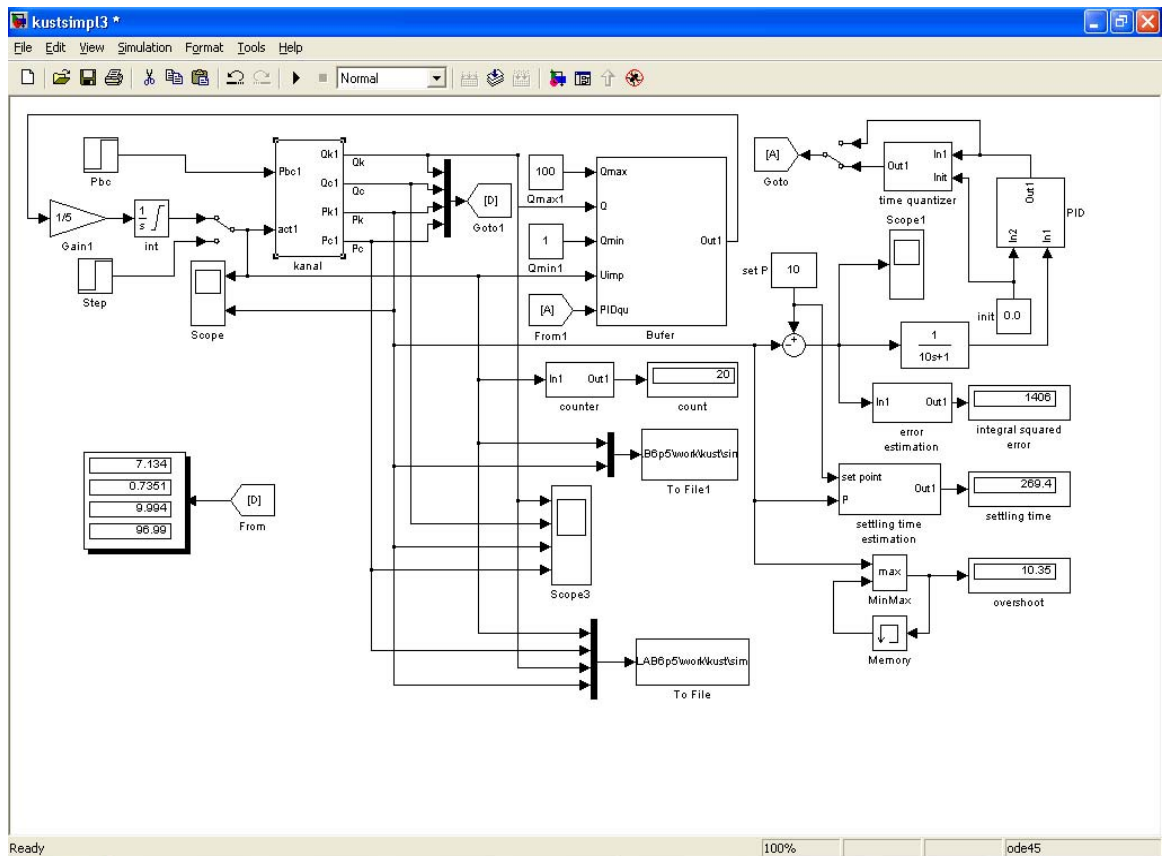 kustsimpl3 *
File Edit View Simulation Format Tools Help
Normal
Pbc
1/5
Gain1
1
s
int
Step
Pbc1
act1
Qk1
Qc1
Pk1
Pc1
kanal
Qk
Qc
Pk
Pc
[D]
Goto1
Scope
100
Qmax1
1
Qmin1
[A]
From1
Qmax
Q
Qmin
Uimp
PIDqu
Out1
Bufer
[A]
Goto
In1
Out1
Init
time quantizer
Out1
In2
In1
PID
Scope1
set P
10
init
0.0
- +
1
10s+1
In1 Out1
counter
20
count
In1 Out1
error
estimation
1406
integral squared
error
B6p5\work\kust\sin
To File1
set point
P
Out1
settling time
estimation
269.4
settling time
7.134
0.7351
9.994
96.99
[D]
From
Scope3
max
MinMax
10.35
overshoot
Memory
LAB6p5\work\kust\sim
To File
Ready
100%
ode45